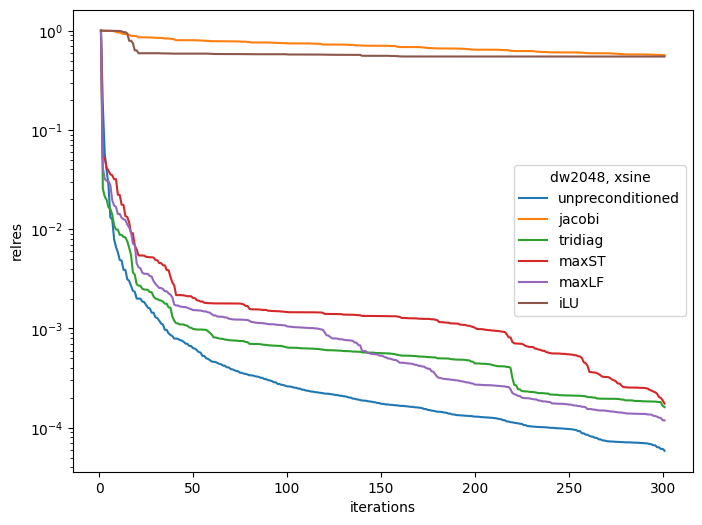 10⁰
10⁻¹
10⁻²
10⁻³
10⁻⁴
relres
0 50 100 150 200 250 300
iterations
dw2048, xsine
unpreconditioned
jacobi
tridiag
maxST
maxLF
iLU